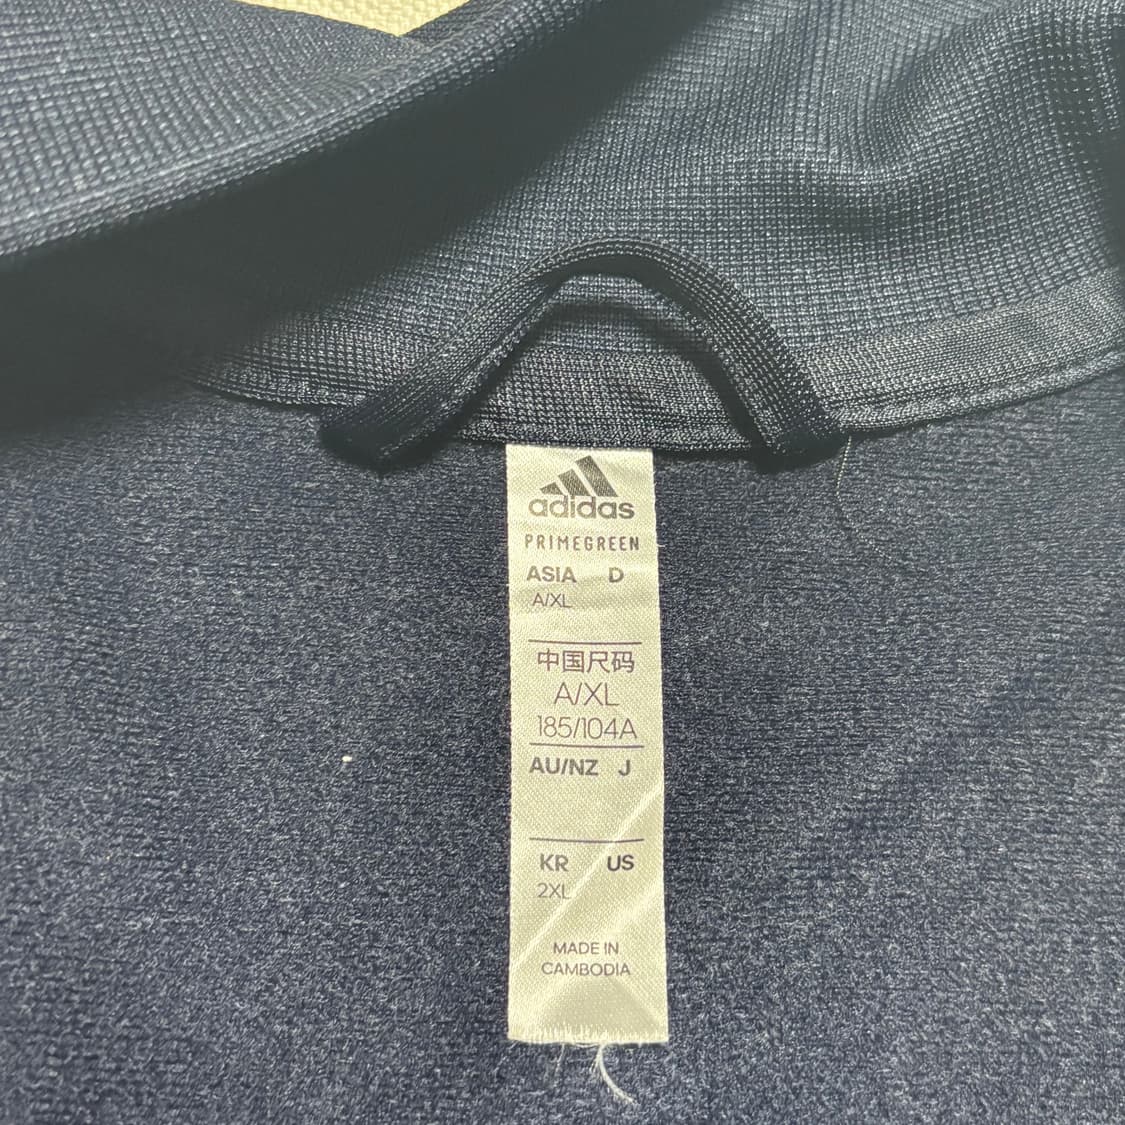 adidas
PRIMEGREEN
ASIA D
A/XL
中国尺码
A/XL
185/104A
AU/NZ J
KR US
2XL
MADE IN
CAMBODIA